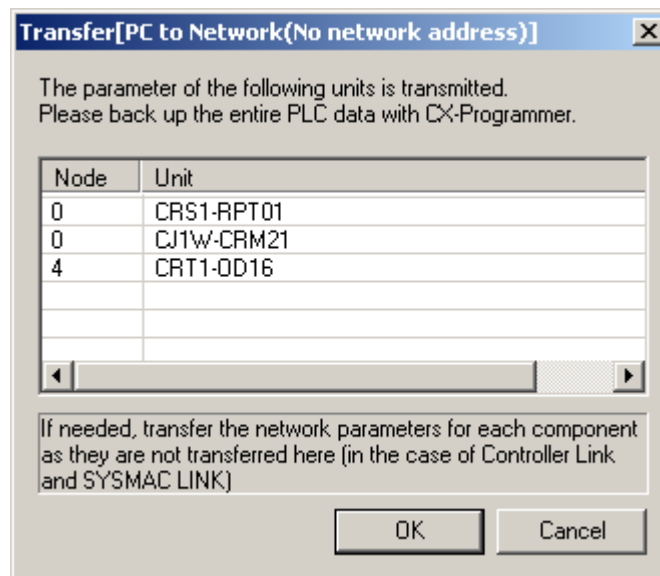 Transfer[PC to Network(No network address)]
The parameter of the following units is transmitted.
Please back up the entire PLC data with CX-Programmer.
Node Unit
0 CRS1-RPT01
0 CJ1W-CRM21
4 CRT1-OD16
If needed, transfer the network parameters for each component
as they are not transferred here (in the case of Controller Link
and SYSMAC LINK)
OK Cancel